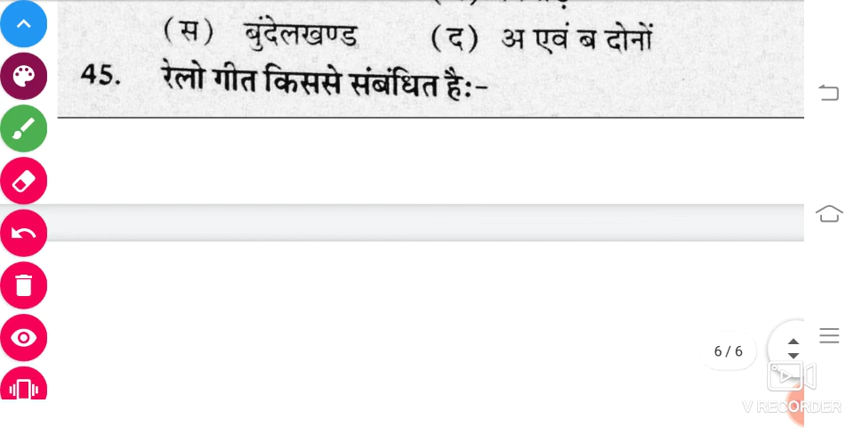 (स) बुंदेलखण्ड (द) अ एवं ब दोनों
45. रेलो गीत किससे संबंधित है:-
6 / 6
V RECORDER